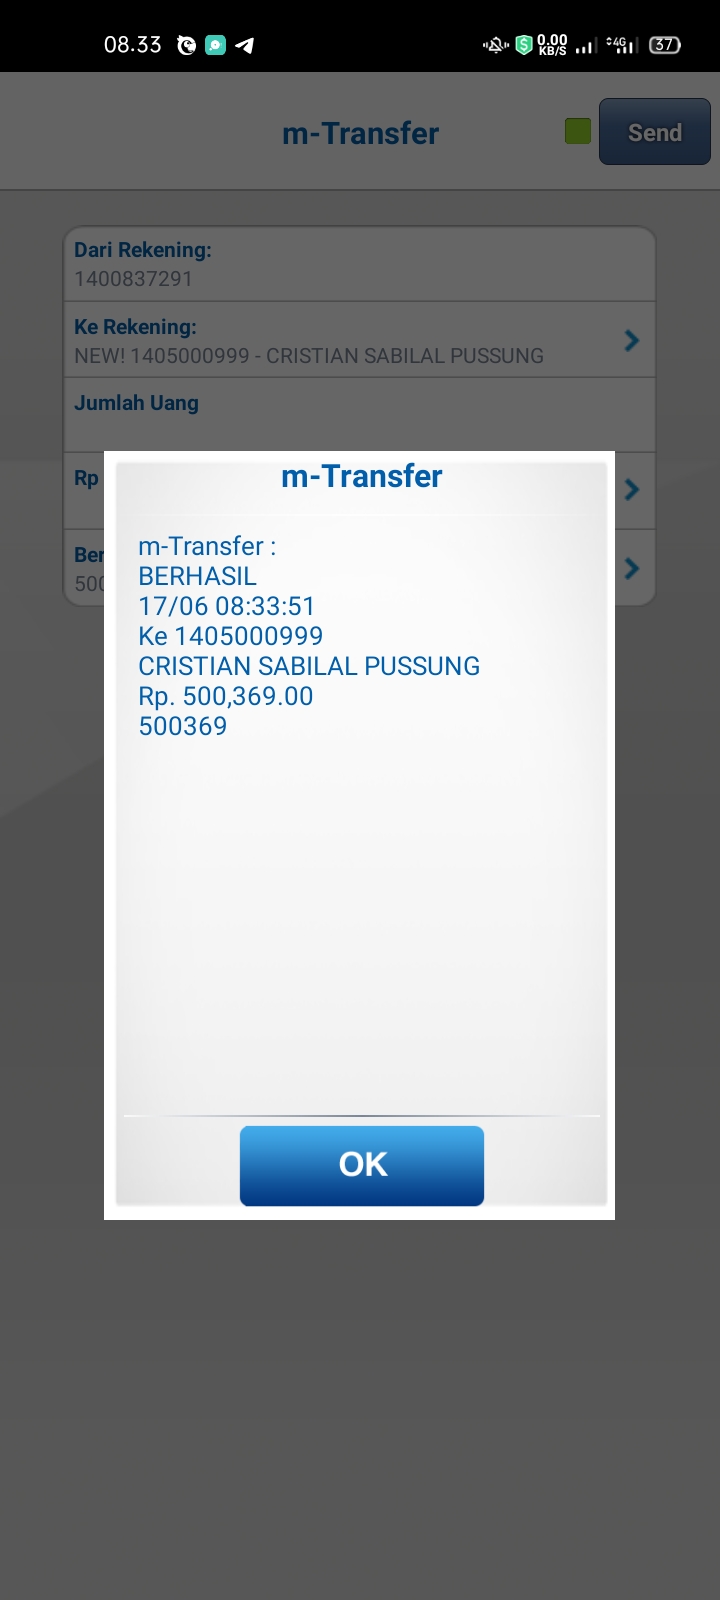 08.33
0.00
KB/S
4G
37
m-Transfer
Send
Dari Rekening:
1400837291
Ke Rekening:
NEW! 1405000999 - CRISTIAN SABILAL PUSSUNG
Jumlah Uang
Rp
Ber
500
m-Transfer
m-Transfer :
BERHASIL
17/06 08:33:51
Ke 1405000999
CRISTIAN SABILAL PUSSUNG
Rp. 500,369.00
500369
OK